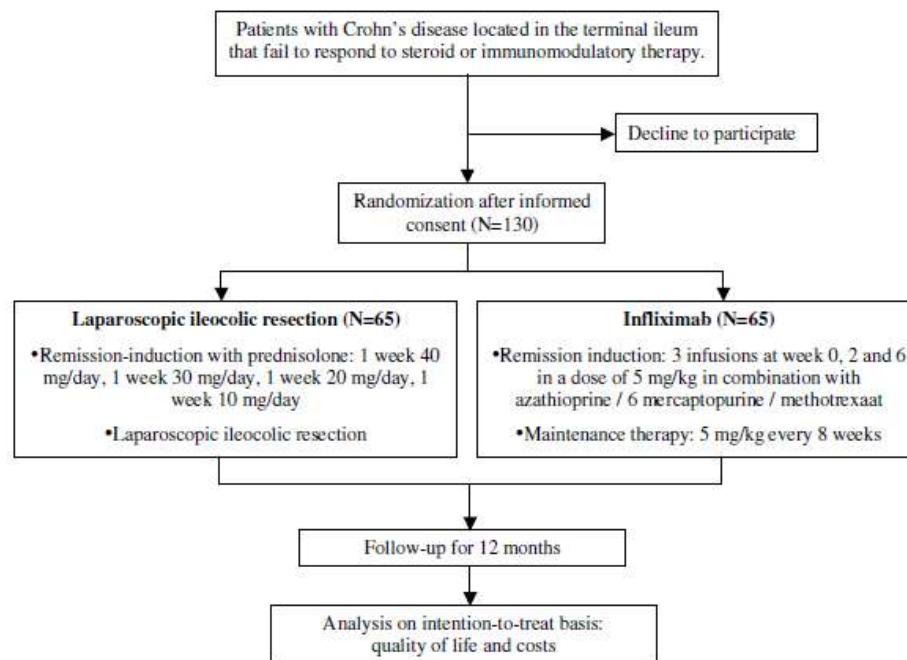 Patients with Crohn's disease located in the terminal ileum
that fail to respond to steroid or immunomodulatory therapy.
Decline to participate
Randomization after informed
consent (N=130)
Laparoscopic ileocolic resection (N=65)
•Remission-induction with prednisolone: 1 week 40
mg/day, 1 week 30 mg/day, 1 week 20 mg/day, 1
week 10 mg/day
•Laparoscopic ileocolic resection
Infliximab (N=65)
•Remission induction: 3 infusions at week 0, 2 and 6
in a dose of 5 mg/kg in combination with
azathioprine / 6 mercaptopurine / methotrexaat
•Maintenance therapy: 5 mg/kg every 8 weeks
Follow-up for 12 months
Analysis on intention-to-treat basis:
quality of life and costs